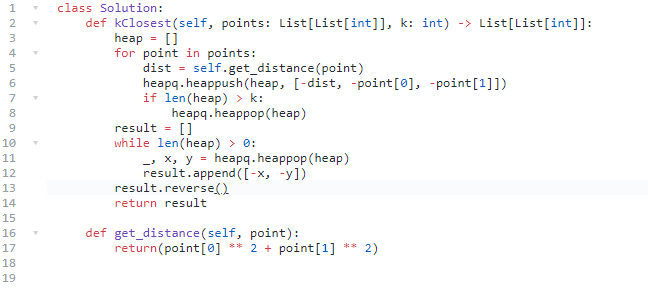 1 class Solution:
2     def kClosest(self, points: List[List[int]], k: int) -> List[List[int]]:
3         heap = []
4         for point in points:
5             dist = self.get_distance(point)
6             heapq.heappush(heap, [-dist, -point[0], -point[1]])
7             if len(heap) > k:
8                 heapq.heappop(heap)
9         result = []
10         while len(heap) > 0:
11             _, x, y = heapq.heappop(heap)
12             result.append([-x, -y])
13         result.reverse()
14         return result
15
16     def get_distance(self, point):
17         return(point[0] ** 2 + point[1] ** 2)
18
19